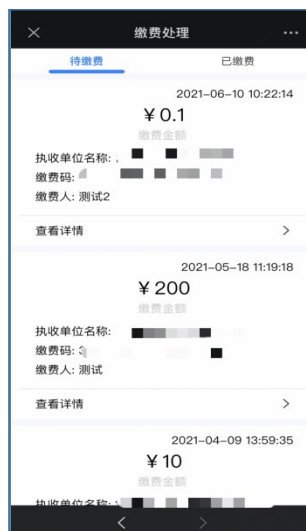 缴费处理
待缴费 已缴费
2021-06-10 10:22:14
￥0.1
缴费金额
执收单位名称:
缴费码:
缴费人: 测试2
查看详情
2021-05-18 11:19:18
￥200
缴费金额
执收单位名称:
缴费码:
缴费人: 测试
查看详情
2021-04-09 13:59:35
￥10
缴费金额
执收单位名称: